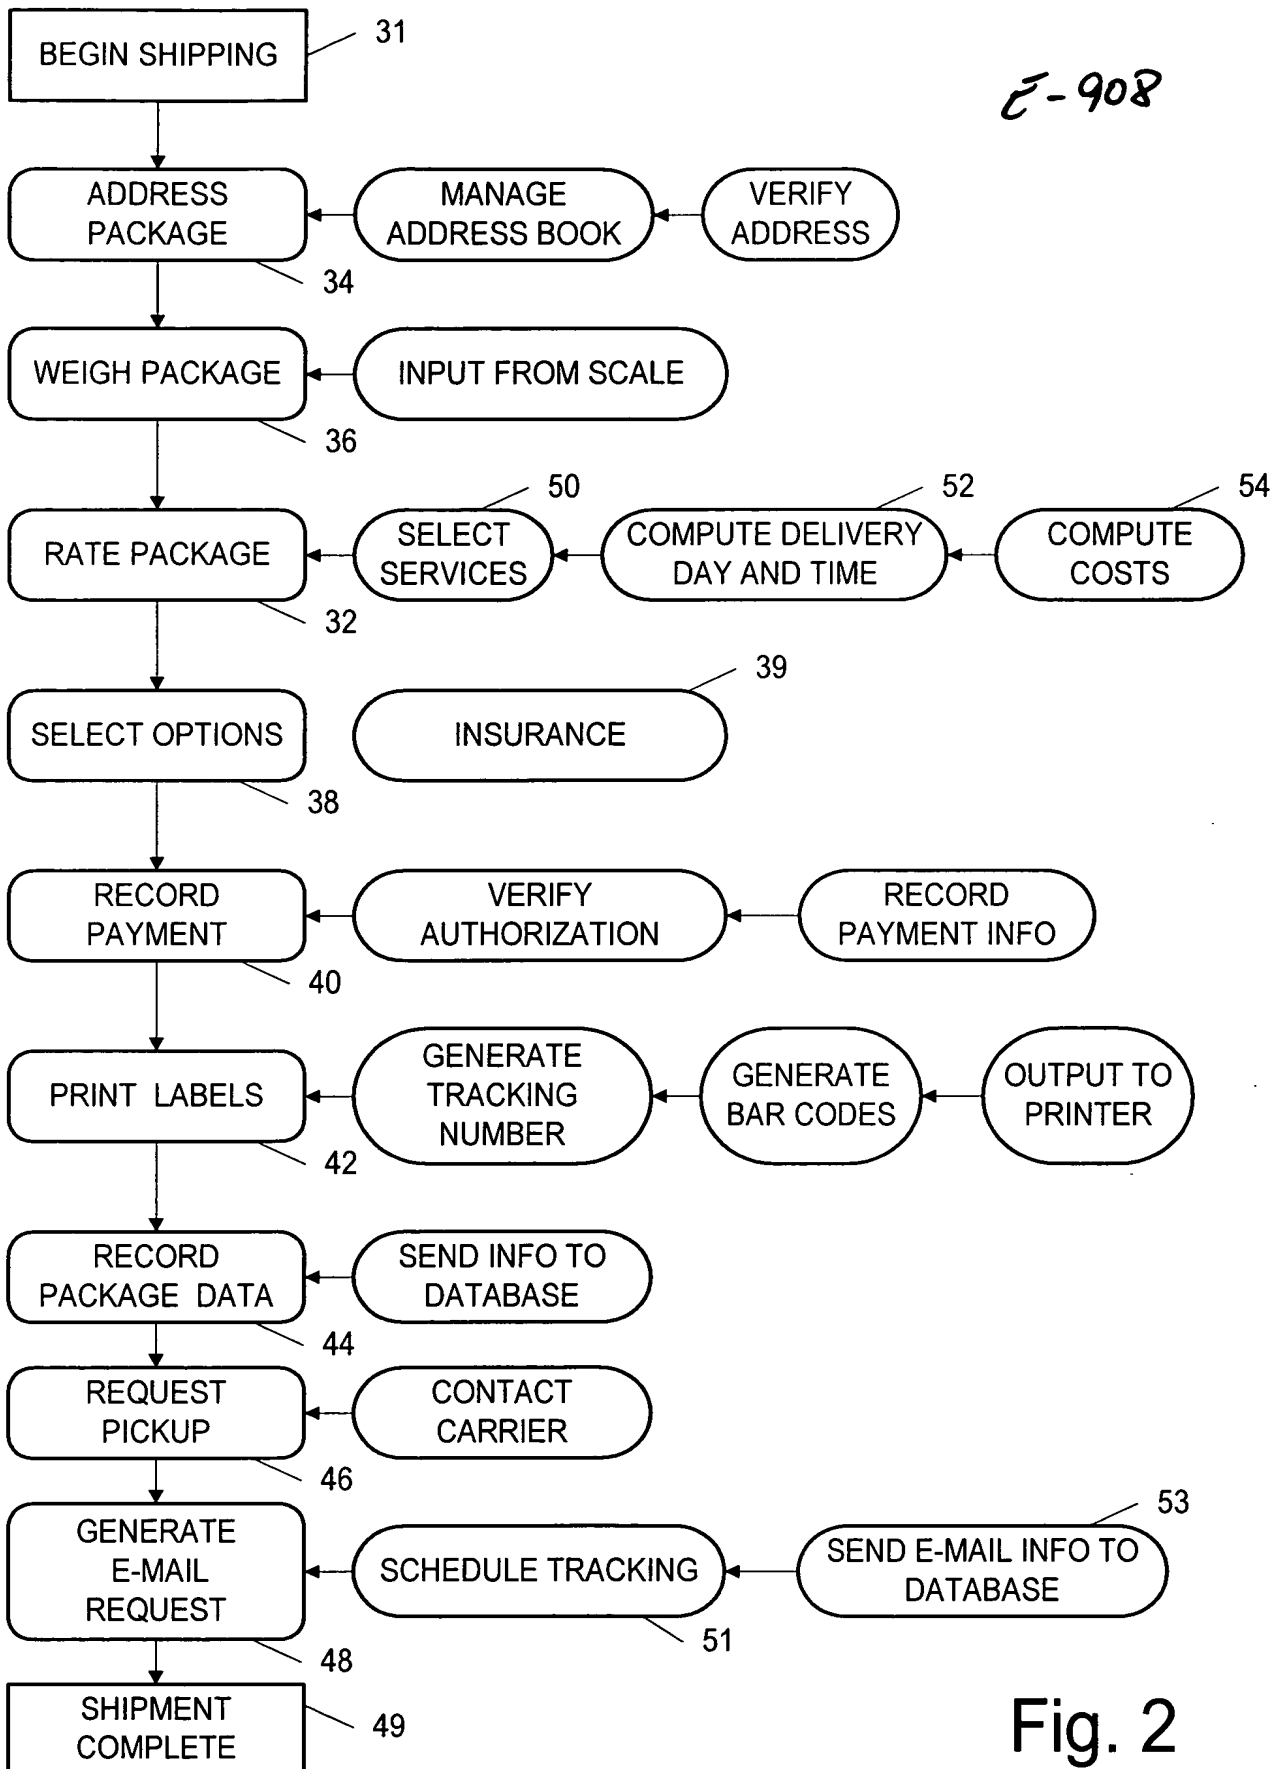 BEGIN SHIPPING
31
E-908
ADDRESS
PACKAGE
34
MANAGE
ADDRESS BOOK
VERIFY
ADDRESS
WEIGH PACKAGE
36
INPUT FROM SCALE
RATE PACKAGE
32
50
SELECT
SERVICES
52
COMPUTE DELIVERY
DAY AND TIME
54
COMPUTE
COSTS
SELECT OPTIONS
38
39
INSURANCE
RECORD
PAYMENT
40
VERIFY
AUTHORIZATION
RECORD
PAYMENT INFO
PRINT LABELS
42
GENERATE
TRACKING
NUMBER
GENERATE
BAR CODES
OUTPUT TO
PRINTER
RECORD
PACKAGE DATA
44
SEND INFO TO
DATABASE
REQUEST
PICKUP
46
CONTACT
CARRIER
GENERATE
E-MAIL
REQUEST
48
SCHEDULE TRACKING
51
53
SEND E-MAIL INFO TO
DATABASE
SHIPMENT
COMPLETE
49
Fig. 2